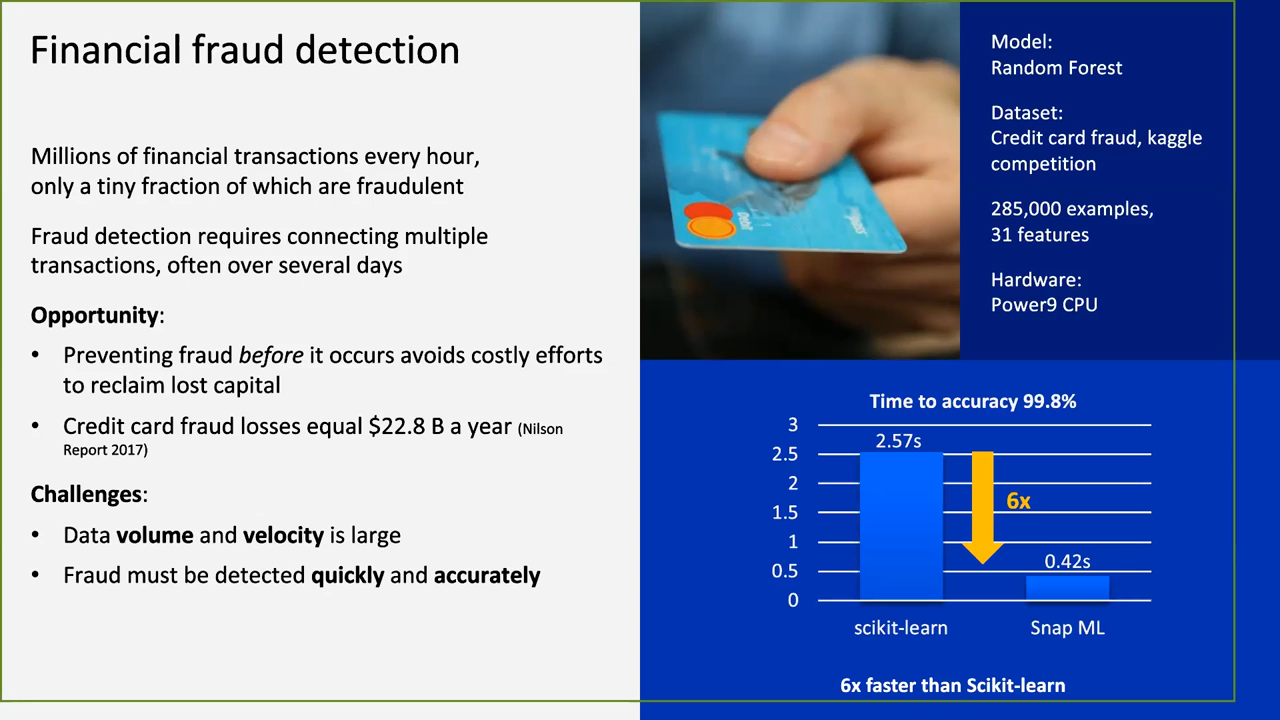 Financial fraud detection
Millions of financial transactions every hour,
only a tiny fraction of which are fraudulent
Fraud detection requires connecting multiple
transactions, often over several days
Opportunity:
• Preventing fraud before it occurs avoids costly efforts
to reclaim lost capital
• Credit card fraud losses equal $22.8 B a year (Nilson
Report 2017)
Challenges:
• Data volume and velocity is large
• Fraud must be detected quickly and accurately
Model:
Random Forest
Dataset:
Credit card fraud, kaggle
competition
285,000 examples,
31 features
Hardware:
Power9 CPU
Time to accuracy 99.8%
3
2.57s
2.5
2
1.5
6x
1
0.42s
0.5
0
scikit-learn Snap ML
6x faster than Scikit-learn